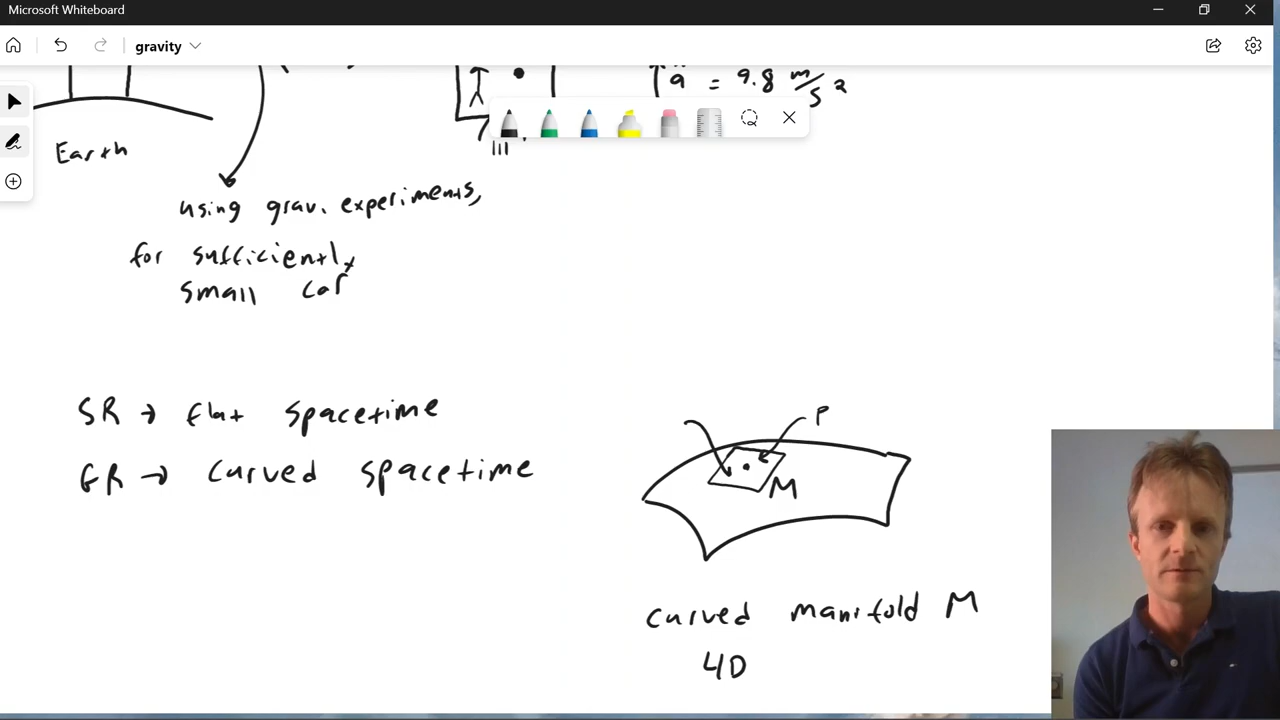 Microsoft Whiteboard
gravity
a = 9.8 m/s²
Earth
using grav. experiments,
for sufficiently
small car
SR → flat spacetime
GR → curved spacetime
P
M
curved manifold M
4D